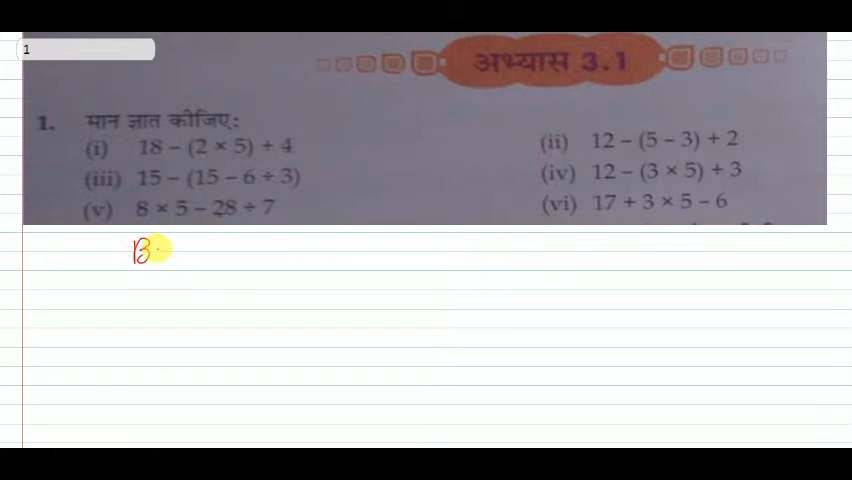 1
अभ्यास 3.1
1. मान ज्ञात कीजिए:
(i) 18 – (2 × 5) + 4
(ii) 12 – (5 – 3) + 2
(iii) 15 – (15 – 6 ÷ 3)
(iv) 12 – (3 × 5) + 3
(v) 8 × 5 – 28 ÷ 7
(vi) 17 + 3 × 5 – 6
B